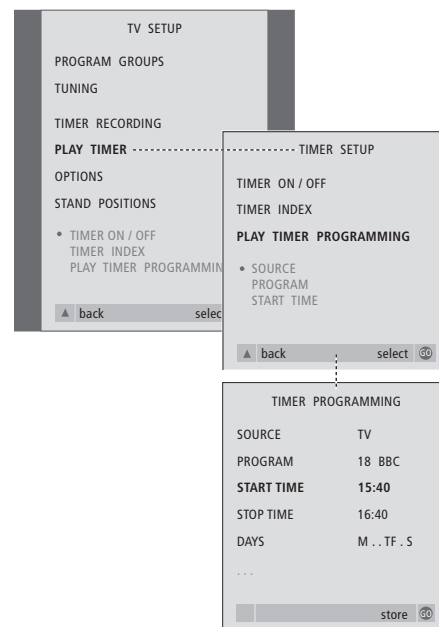 TV SETUP
PROGRAM GROUPS
TUNING
TIMER RECORDING
PLAY TIMER
OPTIONS
STAND POSITIONS
• TIMER ON / OFF
TIMER INDEX
PLAY TIMER PROGRAMMIN
▲ back selec
TIMER SETUP
TIMER ON / OFF
TIMER INDEX
PLAY TIMER PROGRAMMING
• SOURCE
PROGRAM
START TIME
▲ back select GO
TIMER PROGRAMMING
SOURCE TV
PROGRAM 18 BBC
START TIME 15:40
STOP TIME 16:40
DAYS M . . TF . S
. . .
store GO